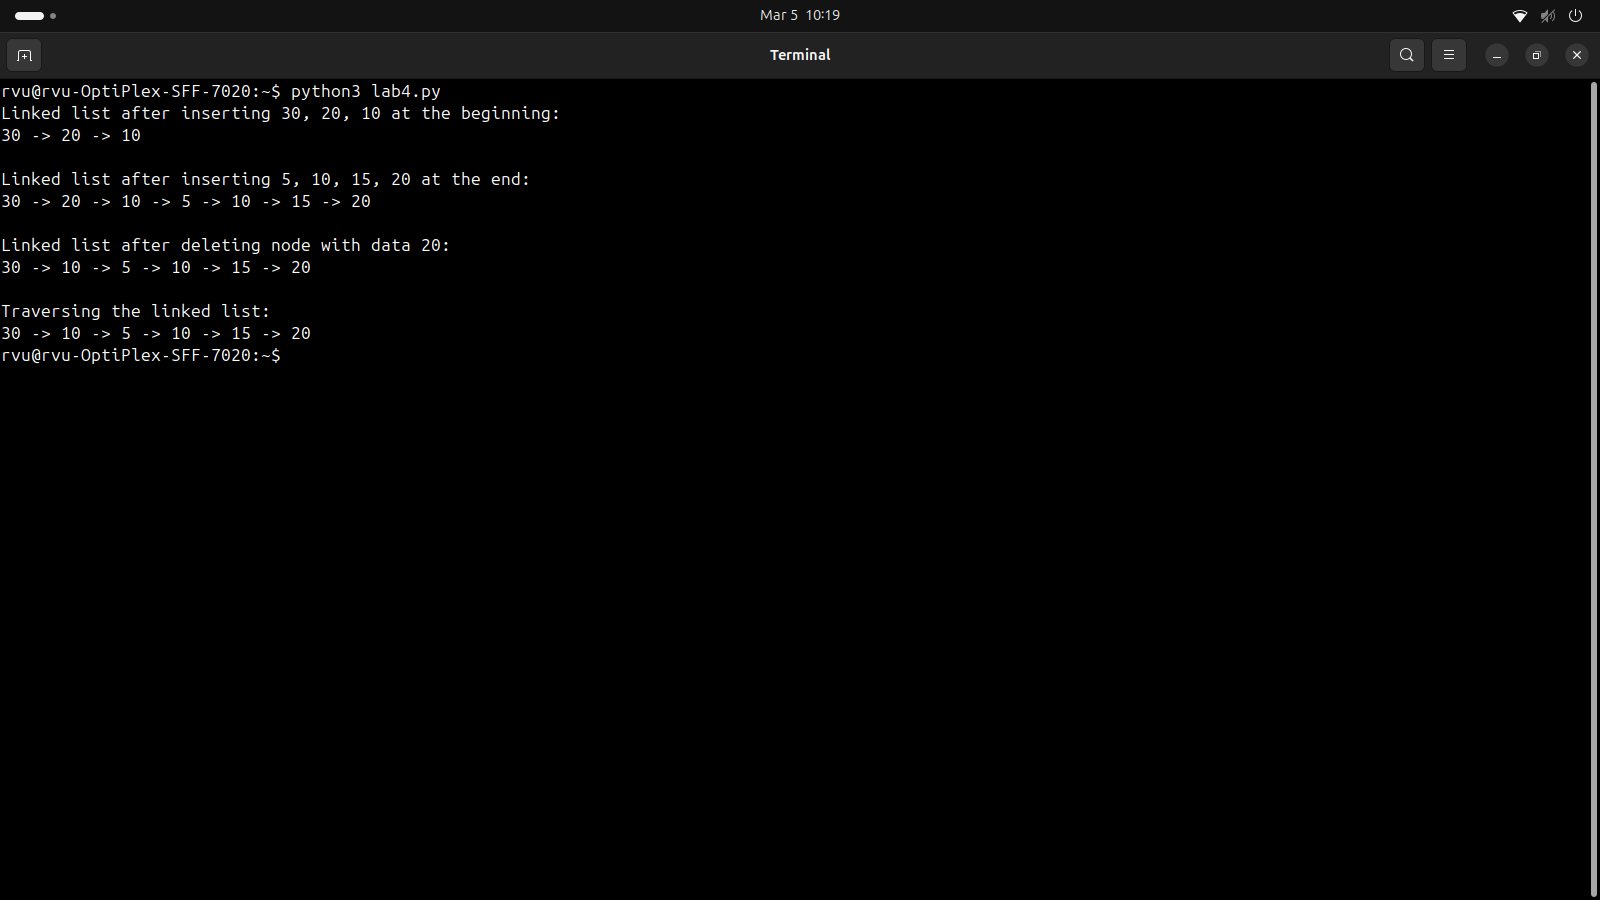 Mar 5 10:19
Terminal
rvu@rvu-OptiPlex-SFF-7020:~$ python3 lab4.py
Linked list after inserting 30, 20, 10 at the beginning:
30 -> 20 -> 10
Linked list after inserting 5, 10, 15, 20 at the end:
30 -> 20 -> 10 -> 5 -> 10 -> 15 -> 20
Linked list after deleting node with data 20:
30 -> 10 -> 5 -> 10 -> 15 -> 20
Traversing the linked list:
30 -> 10 -> 5 -> 10 -> 15 -> 20
rvu@rvu-OptiPlex-SFF-7020:~$